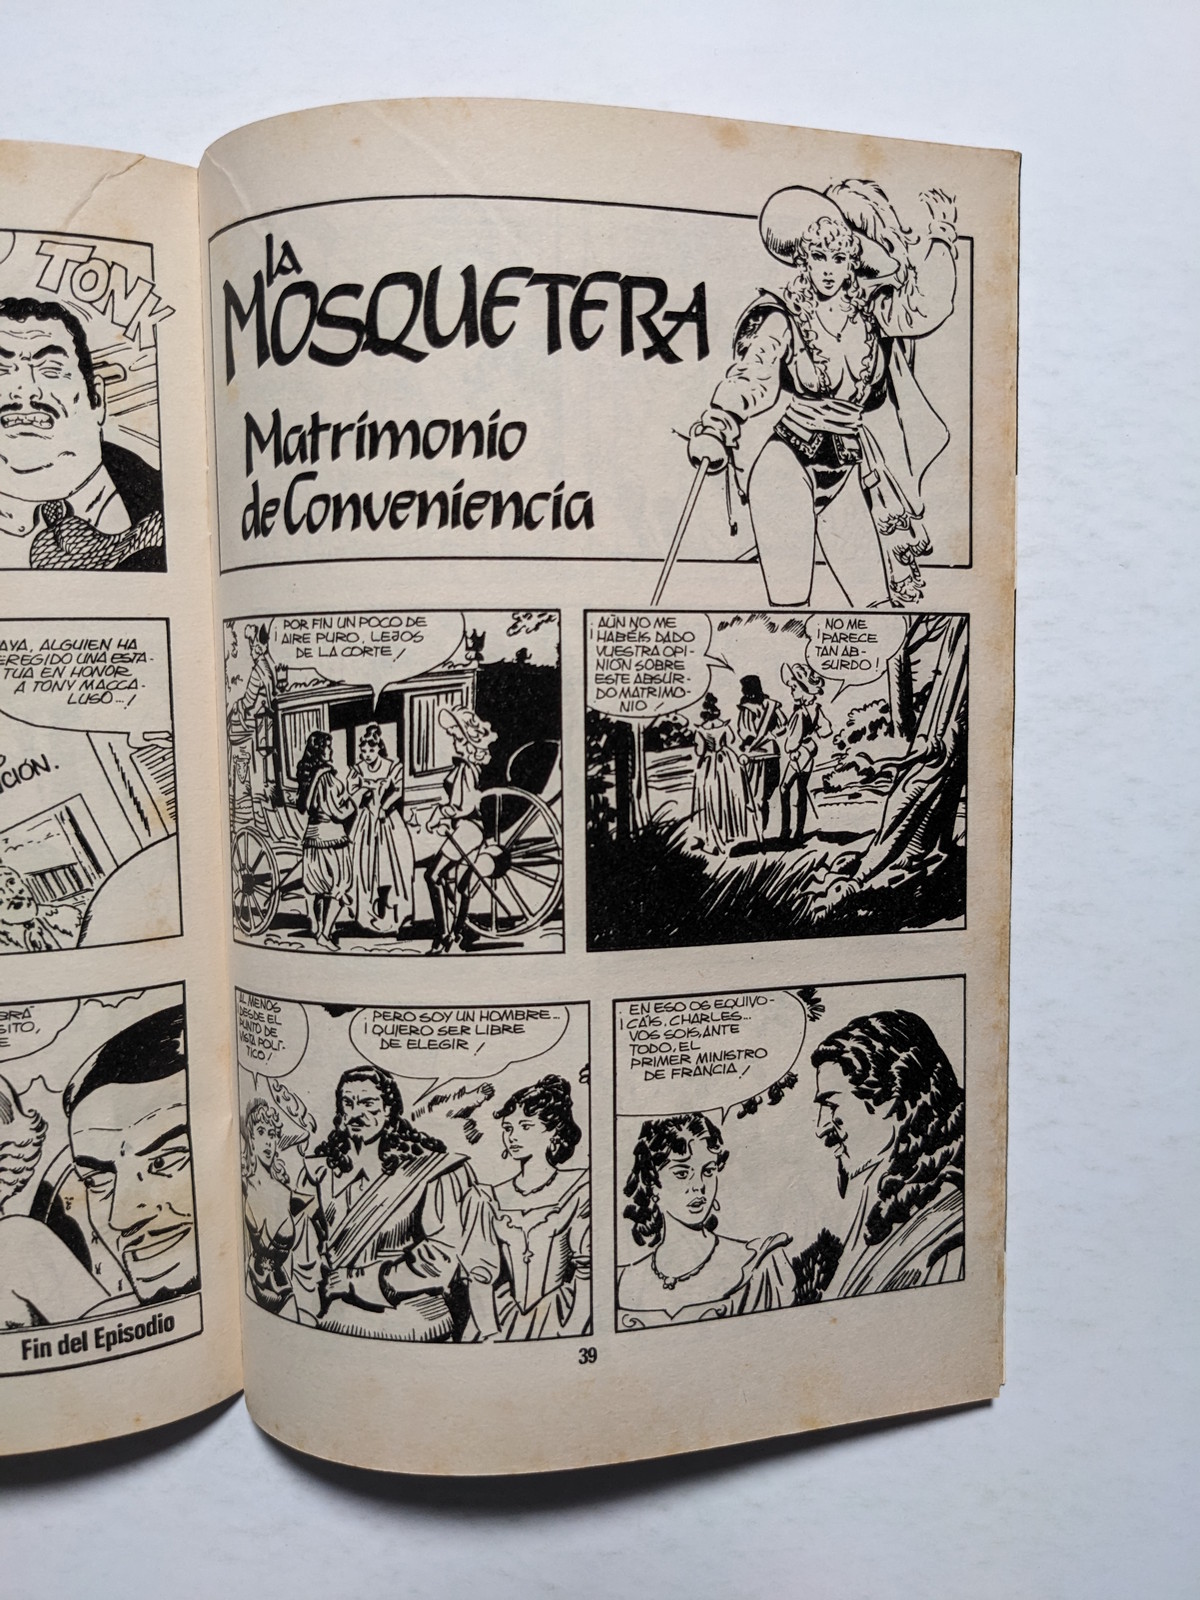 TONK
AYA, ALGUIEN HA
EREGIDO UNA ESTA-
TUA EN HONOR
A TONY MACCA-
LUSO...!
CIÓN.
BRÁ
SITO,
E
Fin del Episodio
la
MOSQUETERA
Matrimonio
de Conveniencia
¡POR FIN UN POCO DE
AIRE PURO, LEJOS
DE LA CORTE!
¡AÚN NO ME
HABÉIS DADO
VUESTRA OPI-
NIÓN SOBRE
ESTE ABSUR-
DO MATRIMO-
NIO!
¡NO ME
PARECE
TAN AB-
SURDO!
AL MENOS
DESDE EL
PUNTO DE
VISTA POLÍ-
TICO!
¡PERO SOY UN HOMBRE...
¡QUIERO SER LIBRE
DE ELEGIR!
¡EN ESO OS EQUIVO-
CÁIS, CHARLES...
VOS SOIS, ANTE
TODO, EL
PRIMER MINISTRO
DE FRANCIA!
39